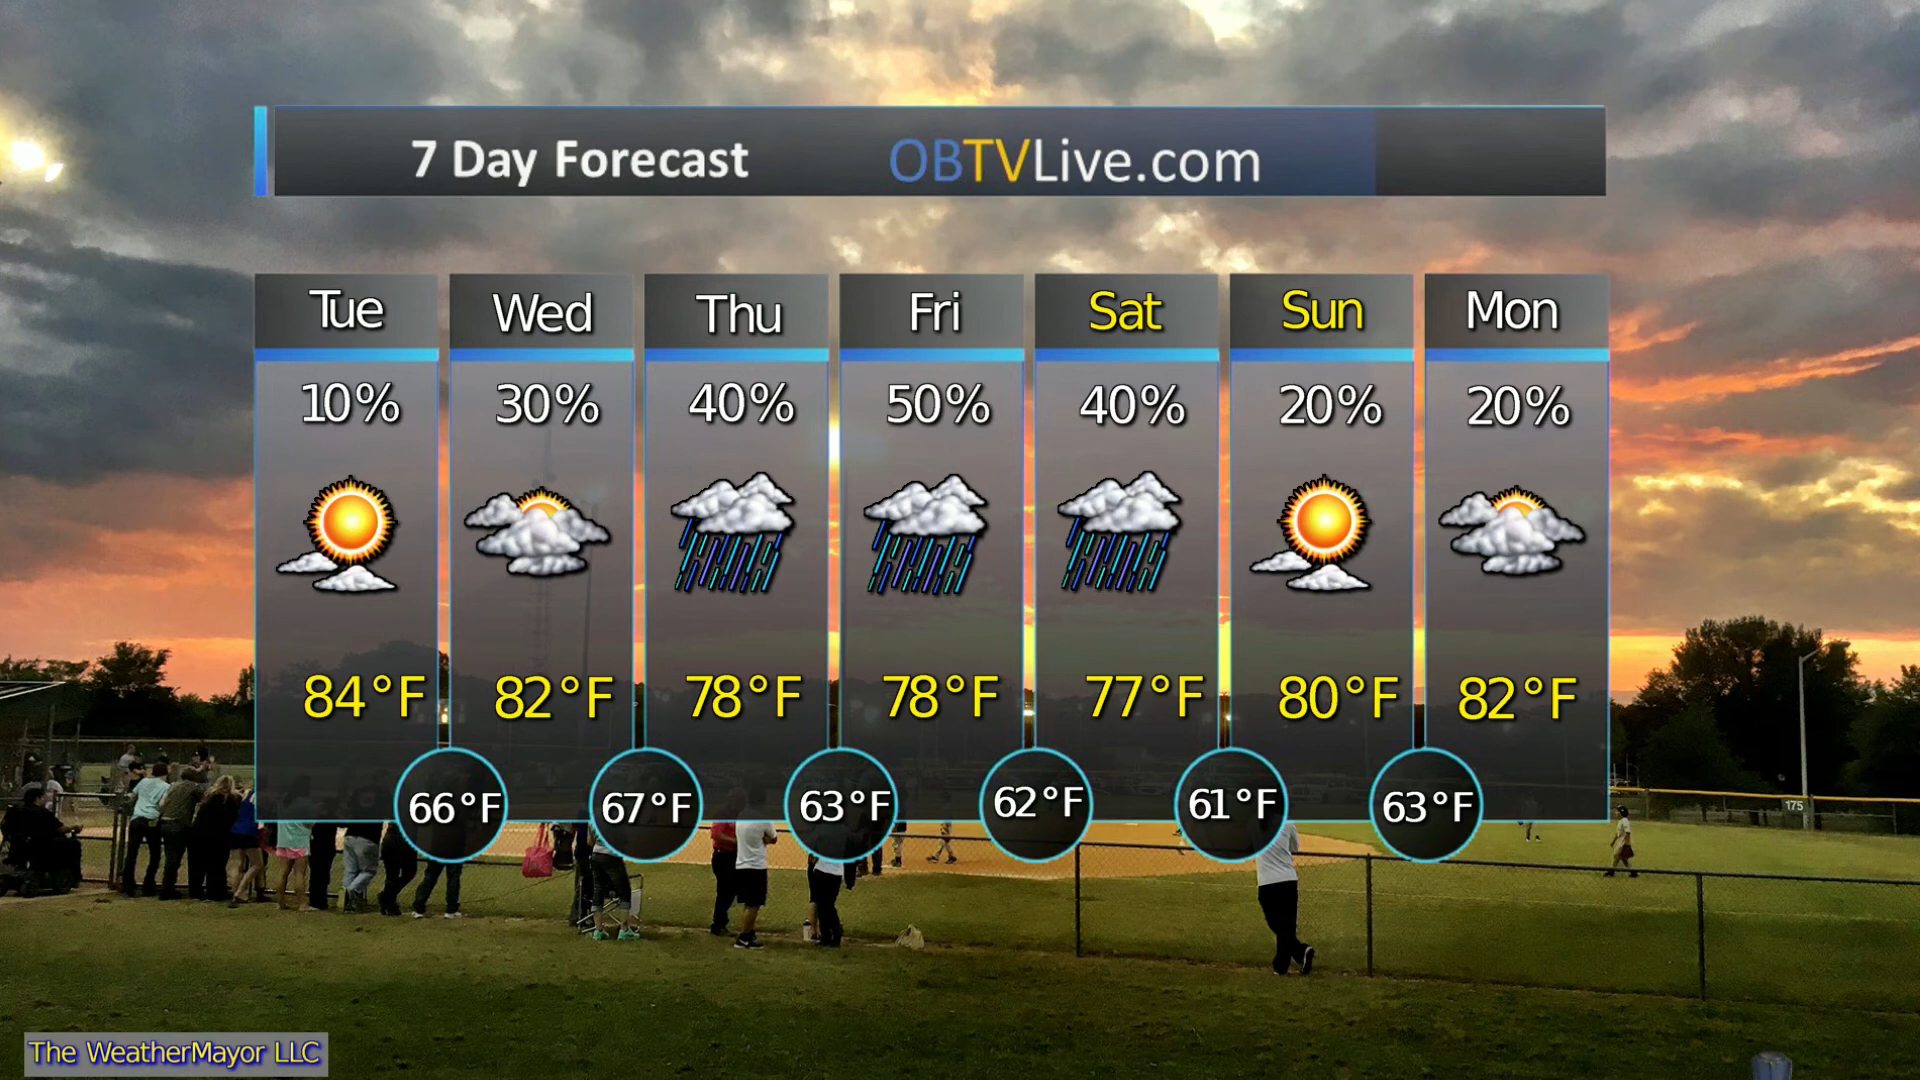 7 Day Forecast OBTVLive.com
Tue Wed Thu Fri Sat Sun Mon
10% 30% 40% 50% 40% 20% 20%
84°F 82°F 78°F 78°F 77°F 80°F 82°F
66°F 67°F 63°F 62°F 61°F 63°F
175
The WeatherMayor LLC